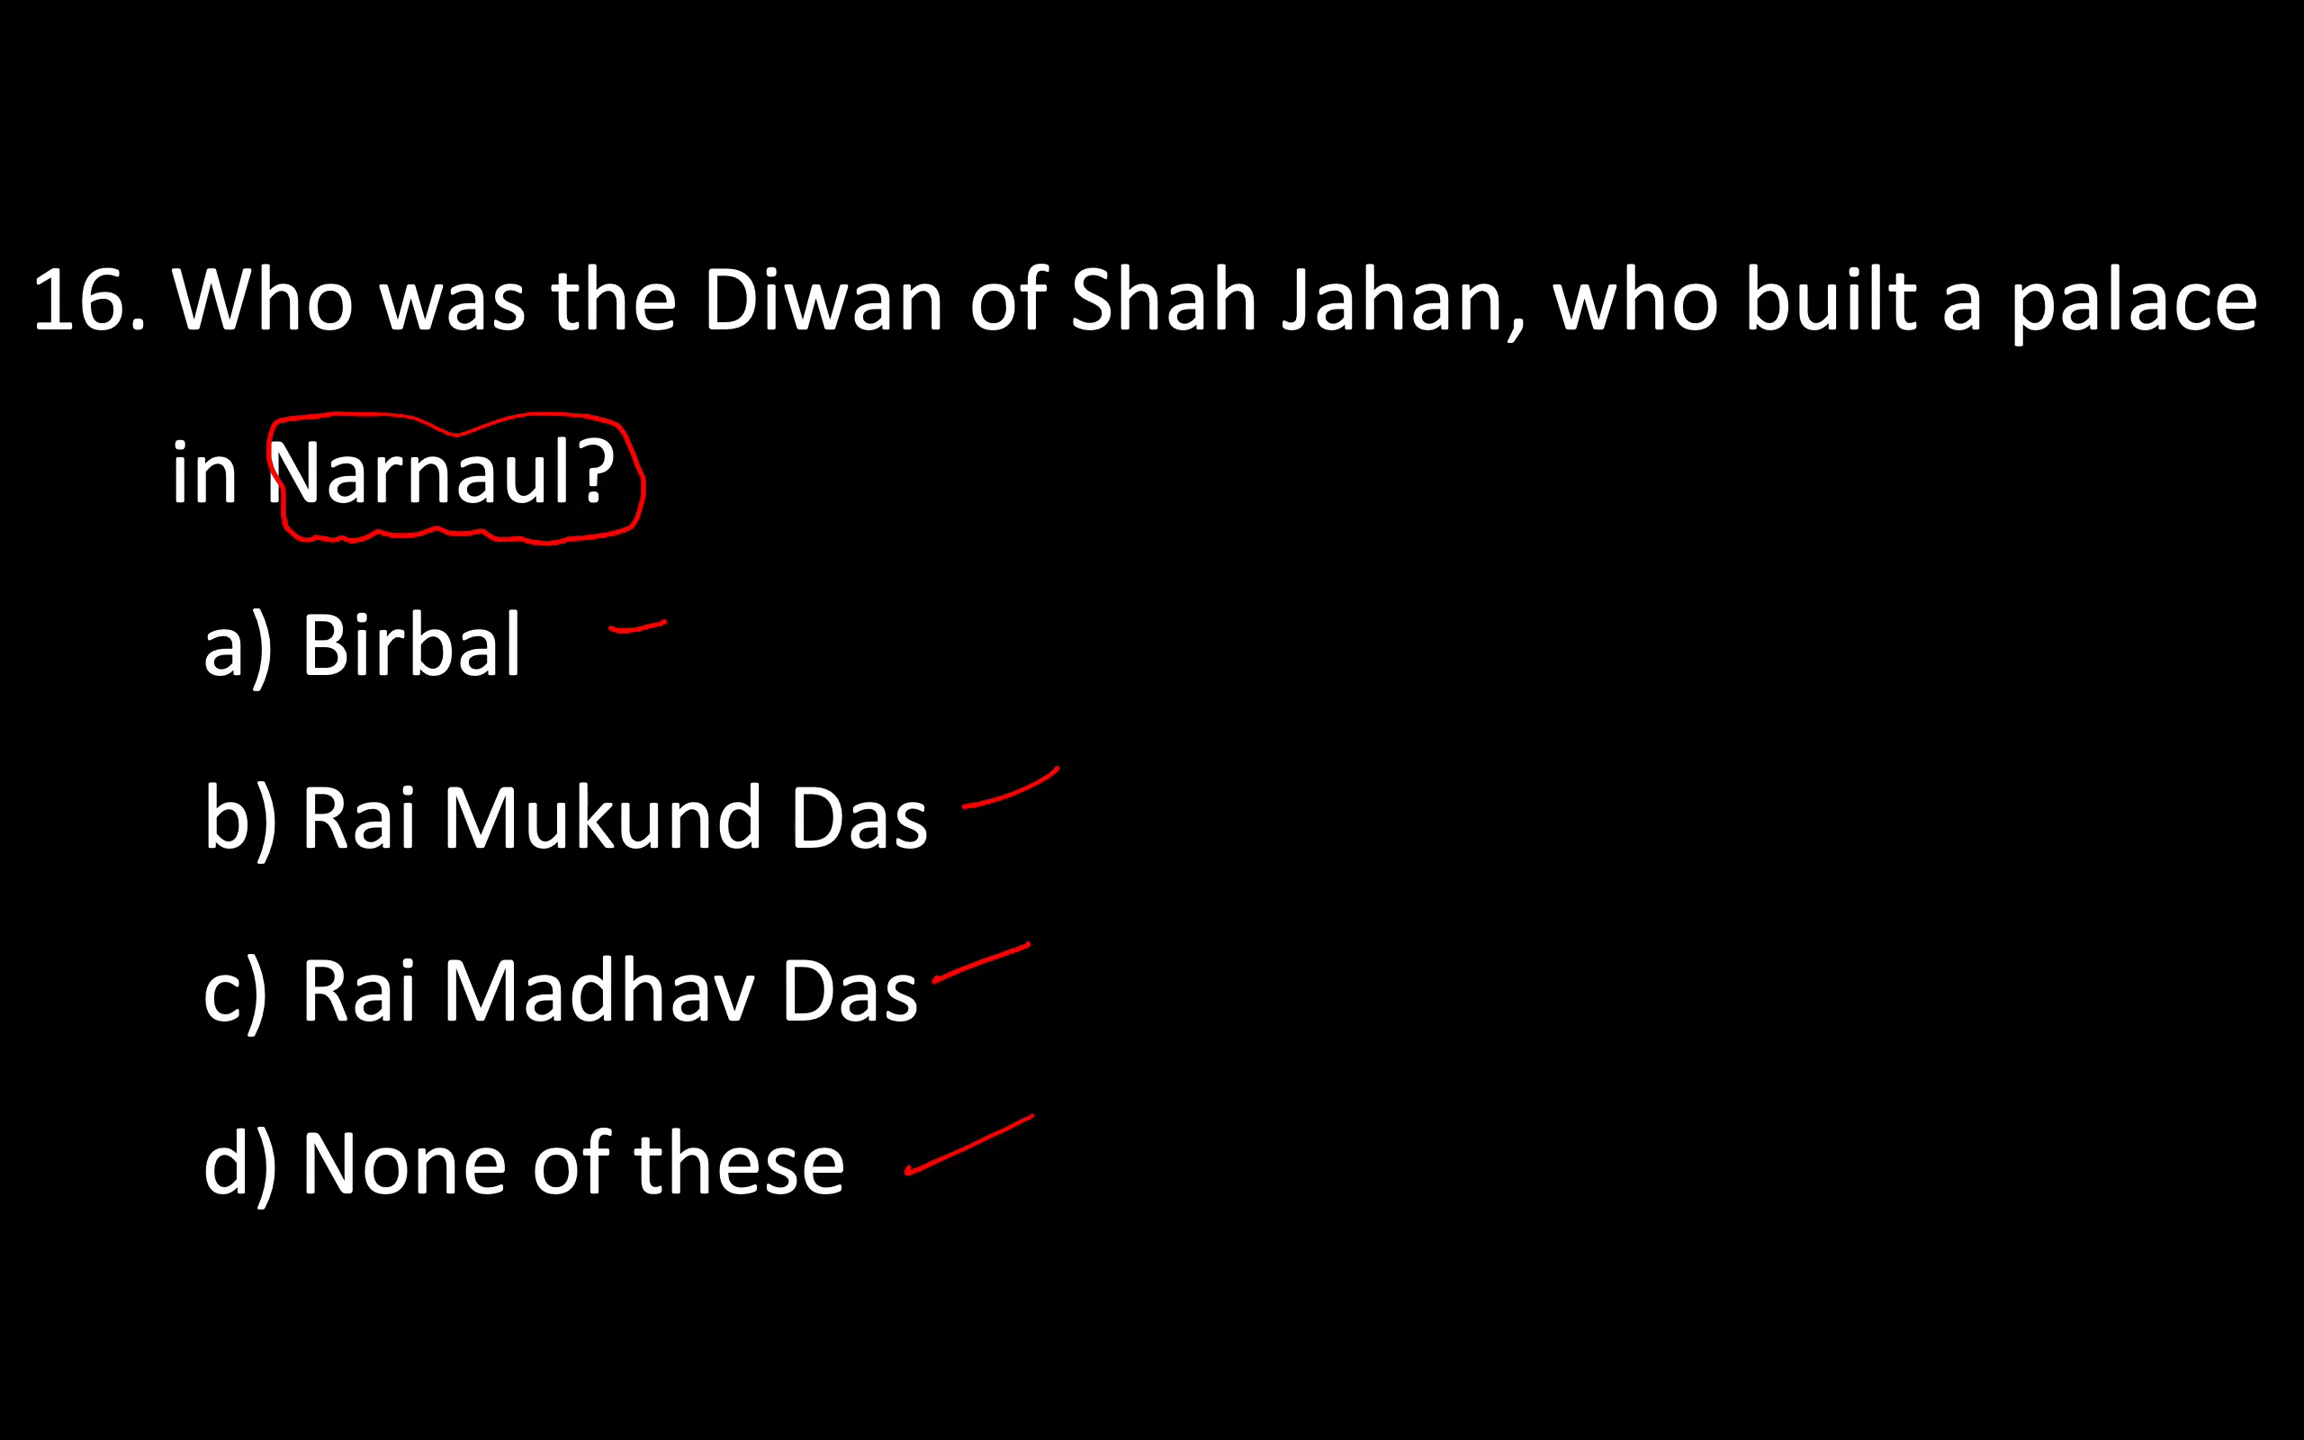 16. Who was the Diwan of Shah Jahan, who built a palace
in Narnaul?
a) Birbal
b) Rai Mukund Das
c) Rai Madhav Das
d) None of these